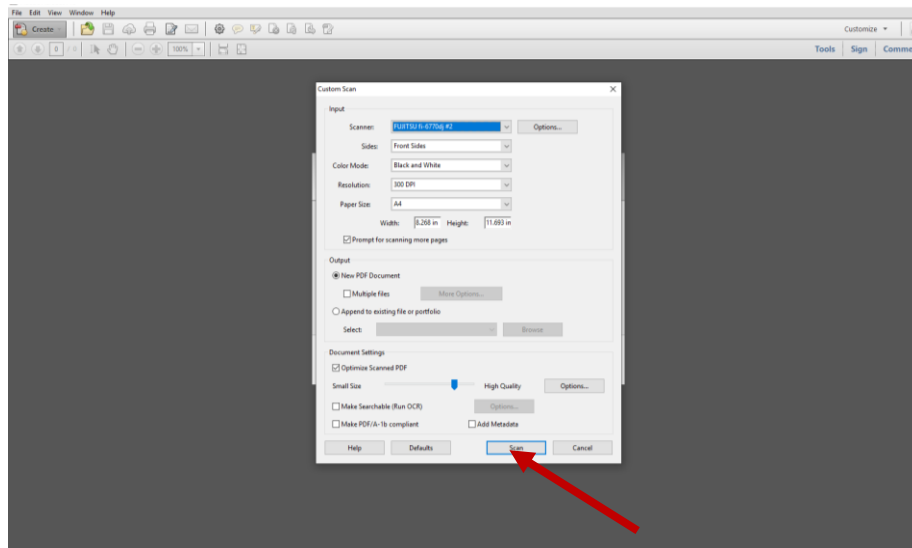 File Edit View Window Help
Create Customize
0 / 0 100% Tools Sign Comme
Custom Scan
Input
Scanner: FUJITSU fi-6770dj #2 Options...
Sides: Front Sides
Color Mode: Black and White
Resolution: 300 DPI
Paper Size: A4
Width: 8.268 in Height: 11.693 in
Prompt for scanning more pages
Output
New PDF Document
Multiple files More Options...
Append to existing file or portfolio
Select: Browse
Document Settings
Optimize Scanned PDF
Small Size High Quality Options...
Make Searchable (Run OCR) Options...
Make PDF/A-1b compliant Add Metadata
Help Defaults Scan Cancel